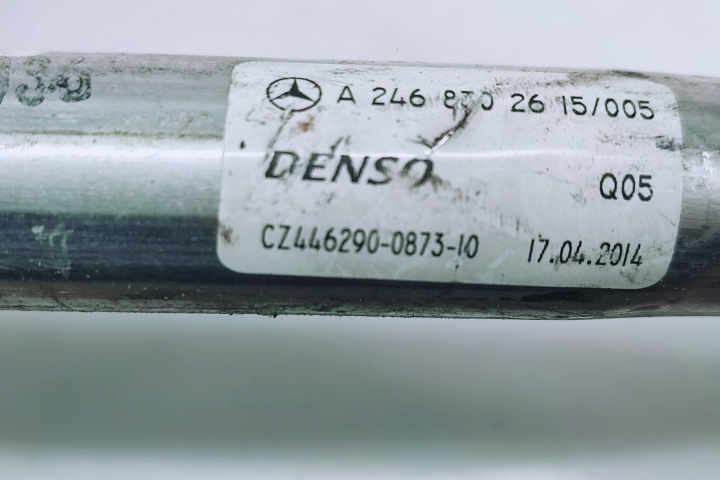 A 246 830 26 15/005
DENSO
Q05
CZ446290-0873-10
17.04.2014